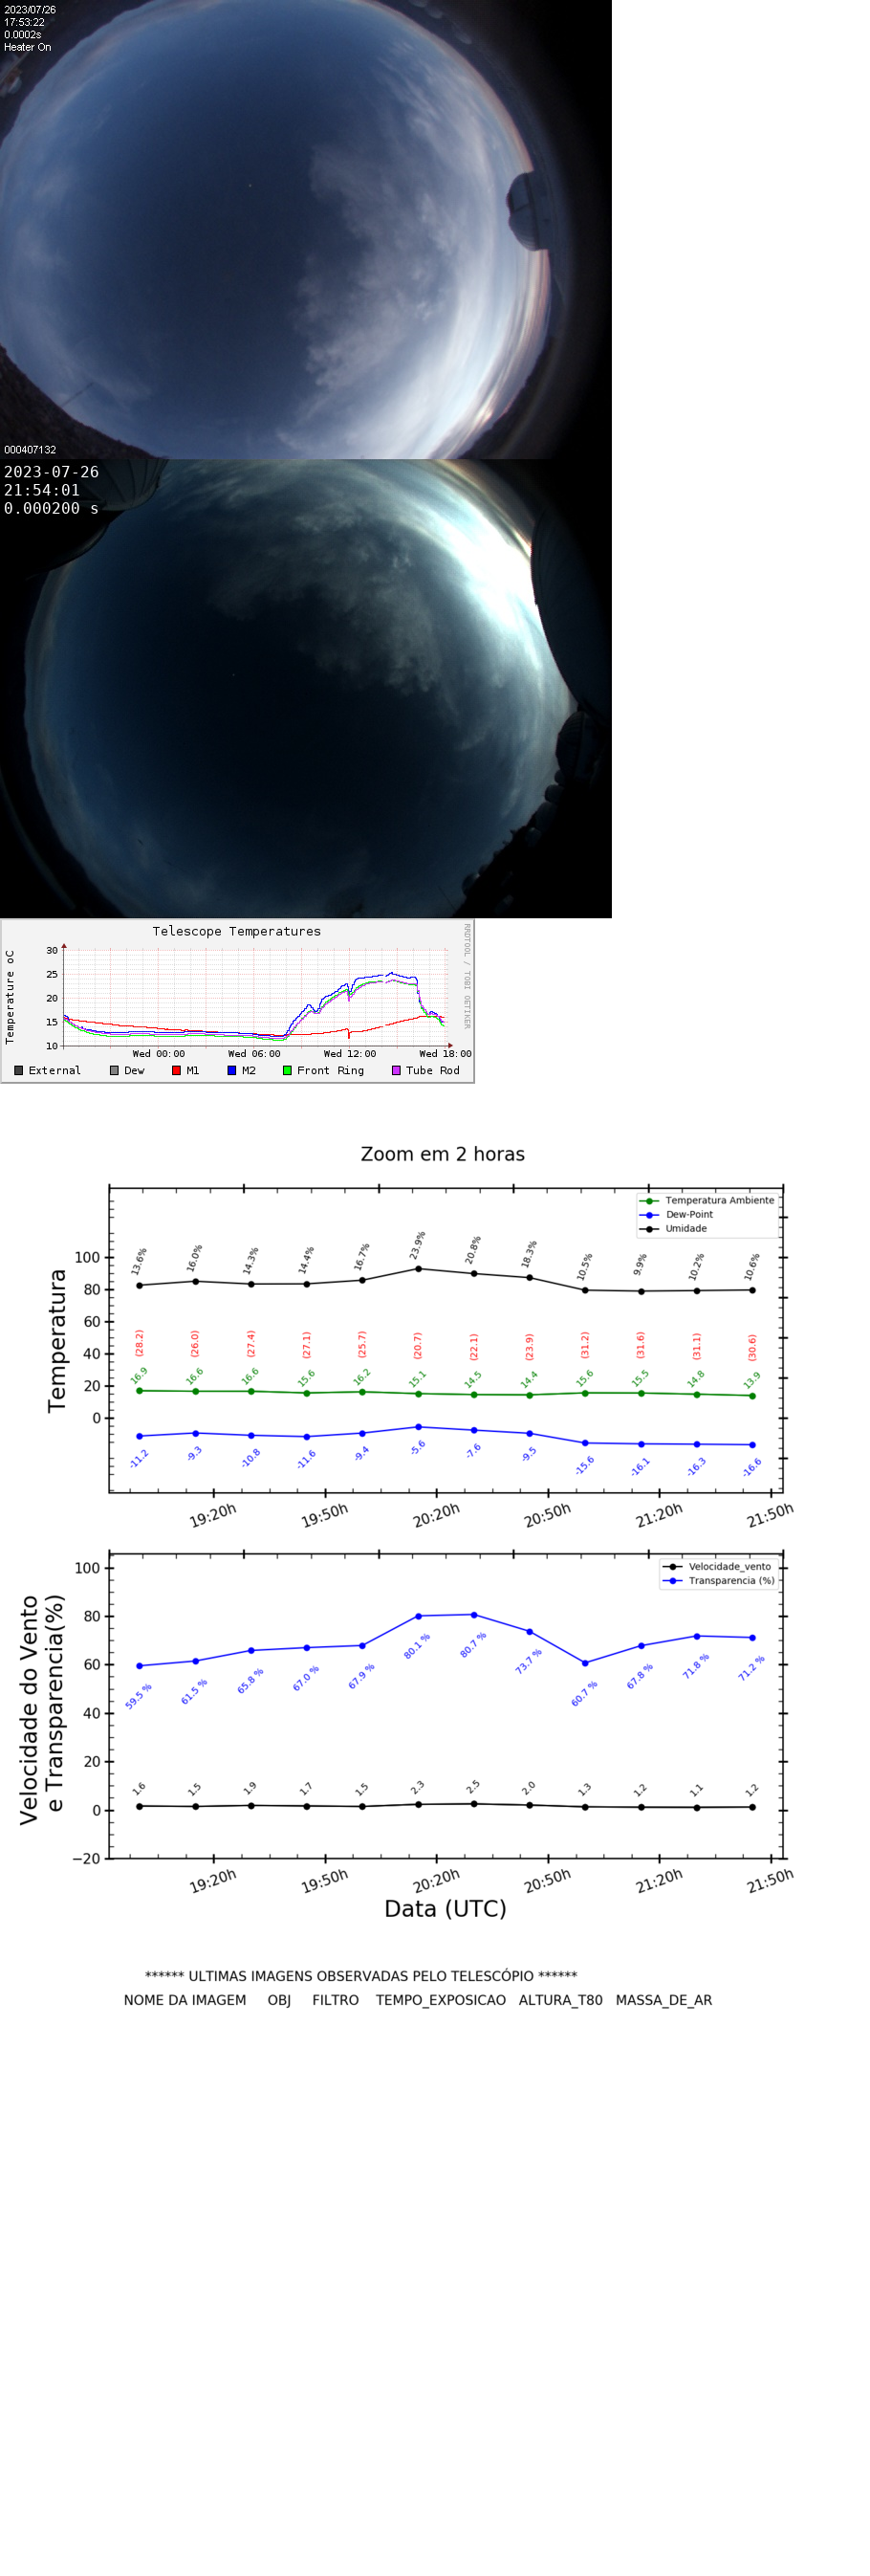 2023/07/26
17:53:22
0.0002s
Heater On
000407132
2023-07-26
21:54:01
0.000200 s
Telescope Temperatures
RRDTOOL / TOBI OETIKER
Temperature oC
30
25
20
15
10
Wed 00:00 Wed 06:00 Wed 12:00 Wed 18:00
External Dew M1 M2 Front Ring Tube Rod
Zoom em 2 horas
Temperatura Ambiente
Dew-Point
Umidade
Temperatura
100
80
60
40
20
0
13.6% 16.0% 14.3% 14.4% 16.7% 23.9% 20.8% 18.3% 10.5% 9.9% 10.2% 10.6%
(28.2) (26.0) (27.4) (27.1) (25.7) (20.7) (22.1) (23.9) (31.2) (31.6) (31.1) (30.6)
16.9 16.6 16.6 15.6 16.2 15.1 14.5 14.4 15.6 15.5 14.8 13.9
-11.2 -9.3 -10.8 -11.6 -9.4 -5.6 -7.6 -9.5 -15.6 -16.1 -16.3 -16.6
19:20h 19:50h 20:20h 20:50h 21:20h 21:50h
Velocidade_vento
Transparencia (%)
Velocidade do Vento
e Transparencia(%)
100
80
60
40
20
0
−20
59.5 % 61.5 % 65.8 % 67.0 % 67.9 % 80.1 % 80.7 % 73.7 % 60.7 % 67.8 % 71.8 % 71.2 %
1.6 1.5 1.9 1.7 1.5 2.3 2.5 2.0 1.3 1.2 1.1 1.2
19:20h 19:50h 20:20h 20:50h 21:20h 21:50h
Data (UTC)
****** ULTIMAS IMAGENS OBSERVADAS PELO TELESCÓPIO ******
NOME DA IMAGEM OBJ FILTRO TEMPO_EXPOSICAO ALTURA_T80 MASSA_DE_AR